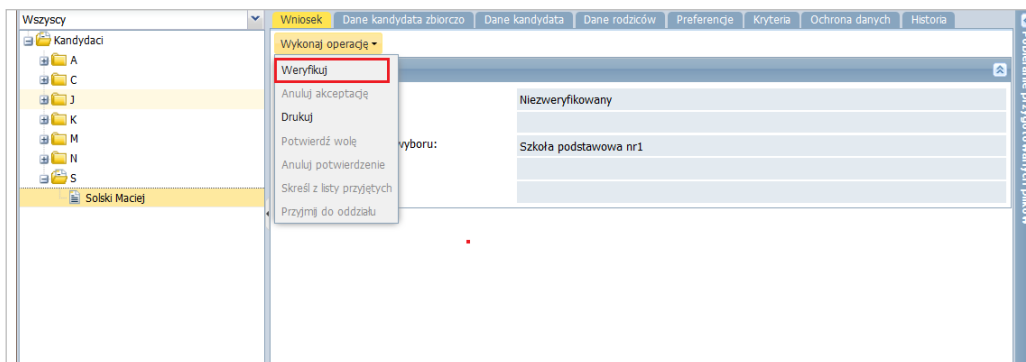 Wszyscy
Kandydaci
A
C
J
K
M
N
S
Solski Maciej
Wniosek Dane kandydata zbiorczo Dane kandydata Dane rodziców Preferencje Kryteria Ochrona danych Historia
Wykonaj operację
Weryfikuj
Anuluj akceptację
Drukuj
Potwierdź wolę
Anuluj potwierdzenie
Skreśl z listy przyjętych
Przyjmij do oddziału
Niezweryfikowany
wyboru: Szkoła podstawowa nr1